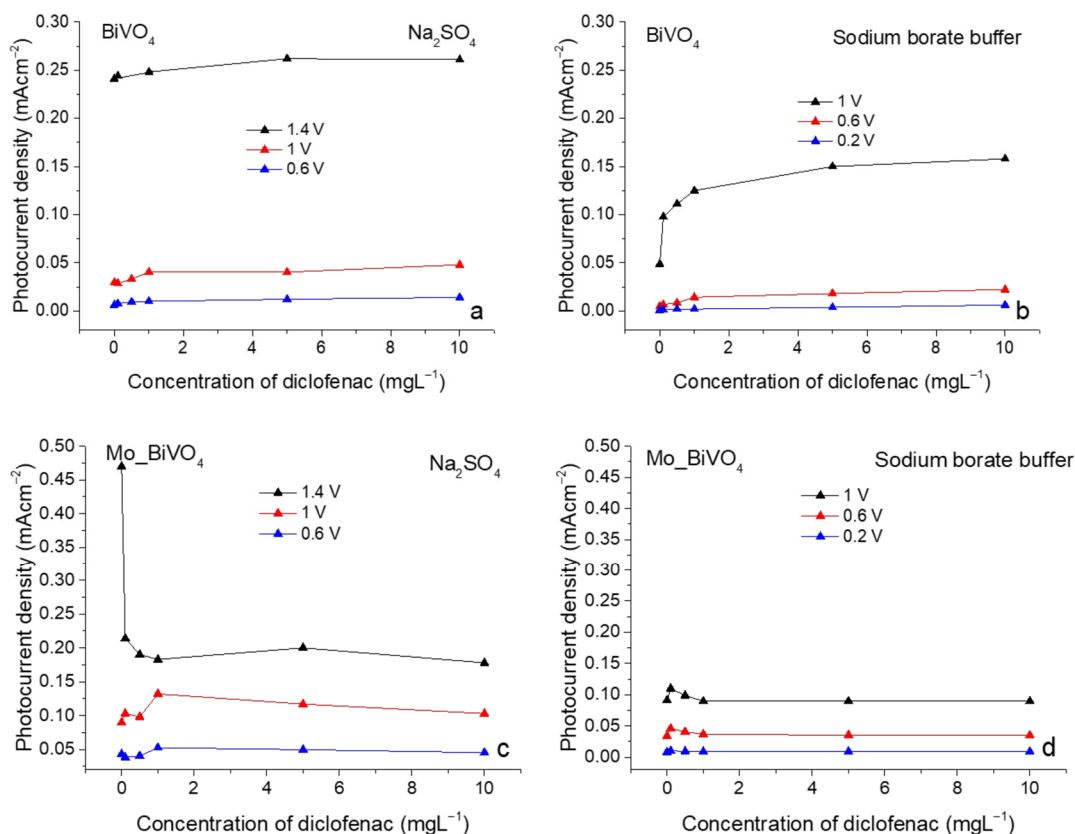 BiVO₄ Na₂SO₄
Photocurrent density (mAcm⁻²)
0.30
0.25
0.20
0.15
0.10
0.05
0.00
1.4 V
1 V
0.6 V
a
0 2 4 6 8 10
Concentration of diclofenac (mgL⁻¹)
BiVO₄ Sodium borate buffer
Photocurrent density (mAcm⁻²)
0.30
0.25
0.20
0.15
0.10
0.05
0.00
1 V
0.6 V
0.2 V
b
0 2 4 6 8 10
Concentration of diclofenac (mgL⁻¹)
Mo_BiVO₄ Na₂SO₄
Photocurrent density (mAcm⁻²)
0.50
0.45
0.40
0.35
0.30
0.25
0.20
0.15
0.10
0.05
1.4 V
1 V
0.6 V
c
0 2 4 6 8 10
Concentration of diclofenac (mgL⁻¹)
Mo_BiVO₄ Sodium borate buffer
Photocurrent density (mAcm⁻²)
0.50
0.45
0.40
0.35
0.30
0.25
0.20
0.15
0.10
0.05
0.00
1 V
0.6 V
0.2 V
d
0 2 4 6 8 10
Concentration of diclofenac (mgL⁻¹)